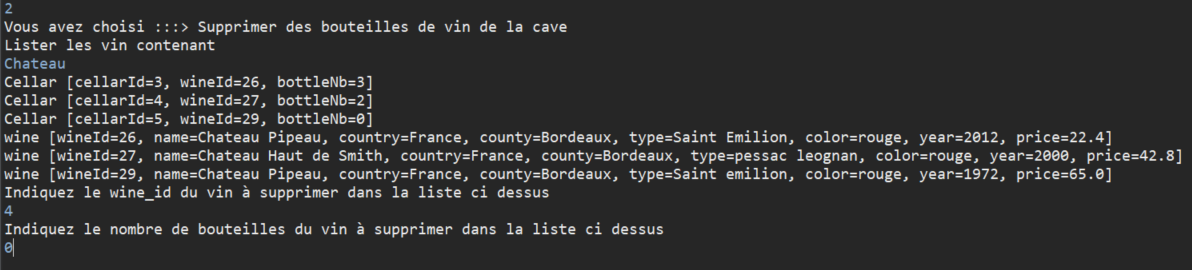 2
Vous avez choisi :::> Supprimer des bouteilles de vin de la cave
Lister les vin contenant
Chateau
Cellar [cellarId=3, wineId=26, bottleNb=3]
Cellar [cellarId=4, wineId=27, bottleNb=2]
Cellar [cellarId=5, wineId=29, bottleNb=0]
wine [wineId=26, name=Chateau Pipeau, country=France, county=Bordeaux, type=Saint Emilion, color=rouge, year=2012, price=22.4]
wine [wineId=27, name=Chateau Haut de Smith, country=France, county=Bordeaux, type=pessac leognan, color=rouge, year=2000, price=42.8]
wine [wineId=29, name=Chateau Pipeau, country=France, county=Bordeaux, type=Saint emilion, color=rouge, year=1972, price=65.0]
Indiquez le wine_id du vin à supprimer dans la liste ci dessus
4
Indiquez le nombre de bouteilles du vin à supprimer dans la liste ci dessus
0